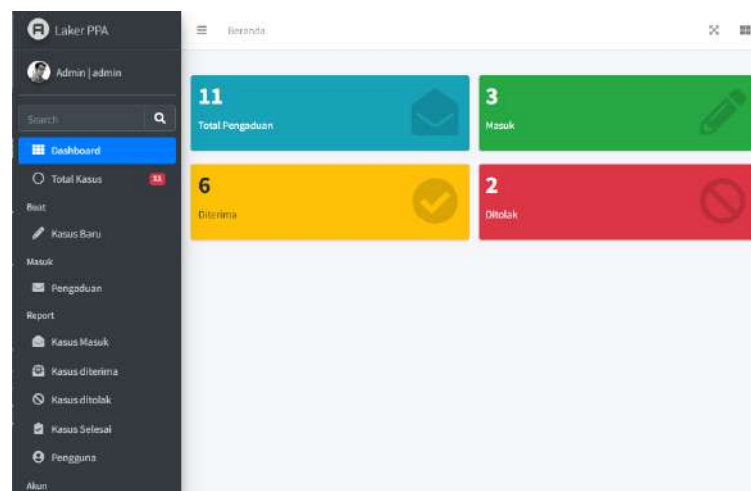 Laker PPA
Beranda
Admin | admin
Search
Dashboard
Total Kasus 11
Buat
Kasus Baru
Masuk
Pengaduan
Report
Kasus Masuk
Kasus diterima
Kasus ditolak
Kasus Selesai
Pengguna
Akun
11
Total Pengaduan
3
Masuk
6
Diterima
2
Ditolak